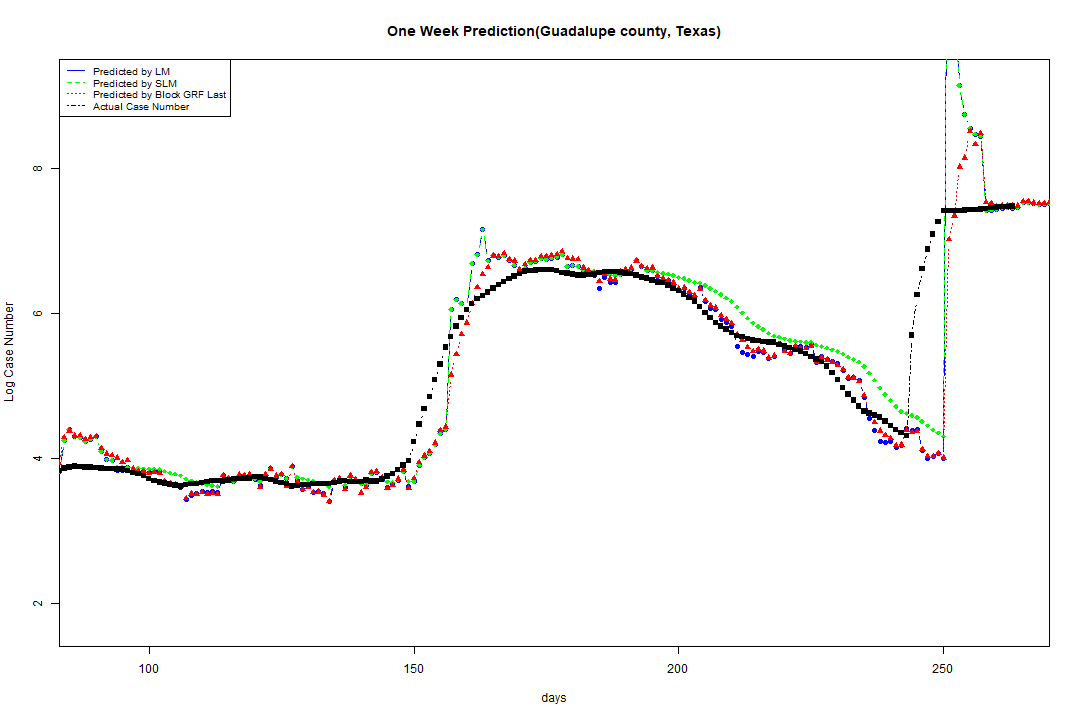 One Week Prediction(Guadalupe county, Texas)
Predicted by LM
Predicted by SLM
Predicted by Block GRF Last
Actual Case Number
8
6
4
2
Log Case Number
100 150 200 250
days